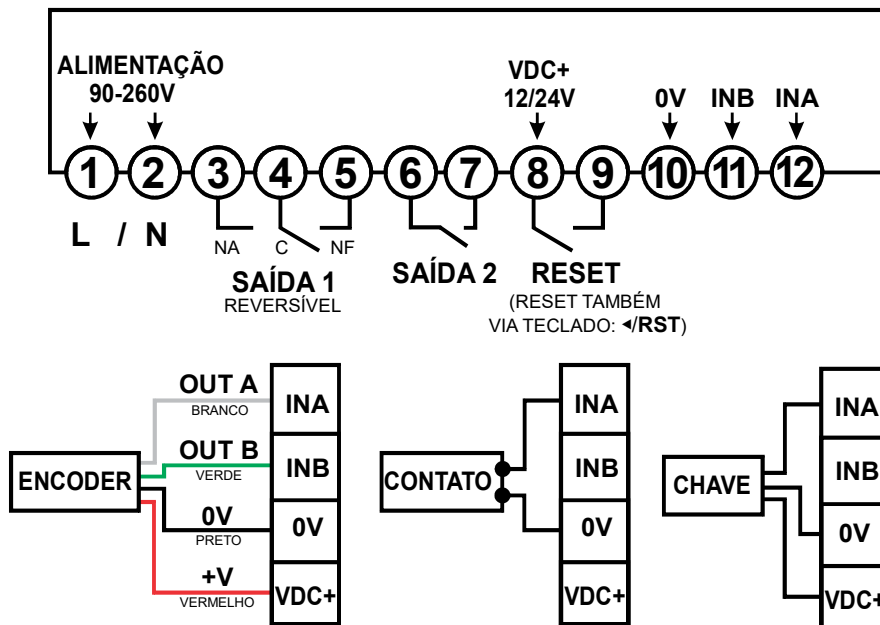 ALIMENTAÇÃO
90-260V
VDC+
12/24V
0V INB INA
1 2 3 4 5 6 7 8 9 10 11 12
L / N
NA C NF
SAÍDA 1
REVERSÍVEL
SAÍDA 2
RESET
(RESET TAMBÉM
VIA TECLADO: ◄/RST)
ENCODER
OUT A
BRANCO
OUT B
VERDE
0V
PRETO
+V
VERMELHO
INA
INB
0V
VDC+
CONTATO
INA
INB
0V
VDC+
CHAVE
INA
INB
0V
VDC+